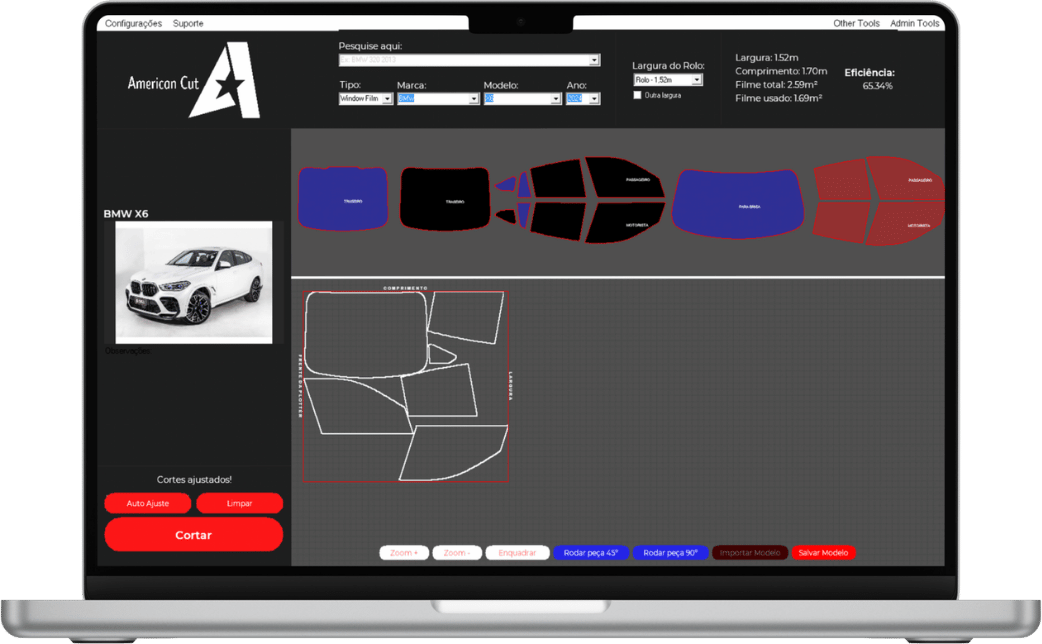 Configurações Suporte
Other Tools Admin Tools
American Cut
Pesquise aqui:
Ex: BMW 320 2013
Tipo: Marca: Modelo: Ano:
Window Film BMW X6
Largura do Rolo:
Rolo - 1,52m
Outra largura
Largura: 1.52m
Comprimento: 1.70m
Filme total: 2.59m²
Filme usado: 1.69m²
Eficiência:
65.34%
BMW X6
Observações:
TRASEIRO
TRASEIRO
PASSAGEIRO
MOTORISTA
PARA-BRISA
PASSAGEIRO
MOTORISTA
COMPRIMENTO
FRENTE DA PLOTTER
LARGURA
Cortes ajustados!
Auto Ajuste Limpar
Cortar
Zoom + Zoom - Enquadrar Rodar peça 45° Rodar peça 90° Importar Modelo Salvar Modelo